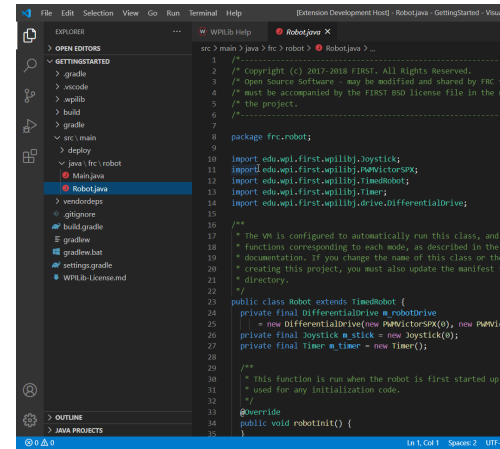 File Edit Selection View Go Run Terminal Help [Extension Development Host] - Robot.java - GettingStarted - Visua
EXPLORER ...
OPEN EDITORS
GETTINGSTARTED
.gradle
.vscode
.wpilib
build
gradle
src \ main
deploy
java \ frc \ robot
Main.java
Robot.java
vendordeps
.gitignore
build.gradle
gradlew
gradlew.bat
settings.gradle
WPILib-License.md
OUTLINE
JAVA PROJECTS
WPILib Help Robot.java ×
src > main > java > frc > robot > Robot.java > ...
1 /*----------------------------------------------------
2 /* Copyright (c) 2017-2018 FIRST. All Rights Reserved.
3 /* Open Source Software - may be modified and shared by FRC
4 /* must be accompanied by the FIRST BSD license file in the
5 /* the project.
6 /*----------------------------------------------------
7
8 package frc.robot;
9
10 import edu.wpi.first.wpilibj.Joystick;
11 import edu.wpi.first.wpilibj.PWMVictorSPX;
12 import edu.wpi.first.wpilibj.TimedRobot;
13 import edu.wpi.first.wpilibj.Timer;
14 import edu.wpi.first.wpilibj.drive.DifferentialDrive;
15
16 /**
17 * The VM is configured to automatically run this class, and
18 * functions corresponding to each mode, as described in the
19 * documentation. If you change the name of this class or the
20 * creating this project, you must also update the manifest
21 * directory.
22 */
23 public class Robot extends TimedRobot {
24 private final DifferentialDrive m_robotDrive
25 = new DifferentialDrive(new PWMVictorSPX(0), new PWMVic
26 private final Joystick m_stick = new Joystick(0);
27 private final Timer m_timer = new Timer();
28
29 /**
30 * This function is run when the robot is first started up
31 * used for any initialization code.
32 */
33 @Override
34 public void robotInit() {
35 }
0 0 Ln 1, Col 1 Spaces: 2 UTF-